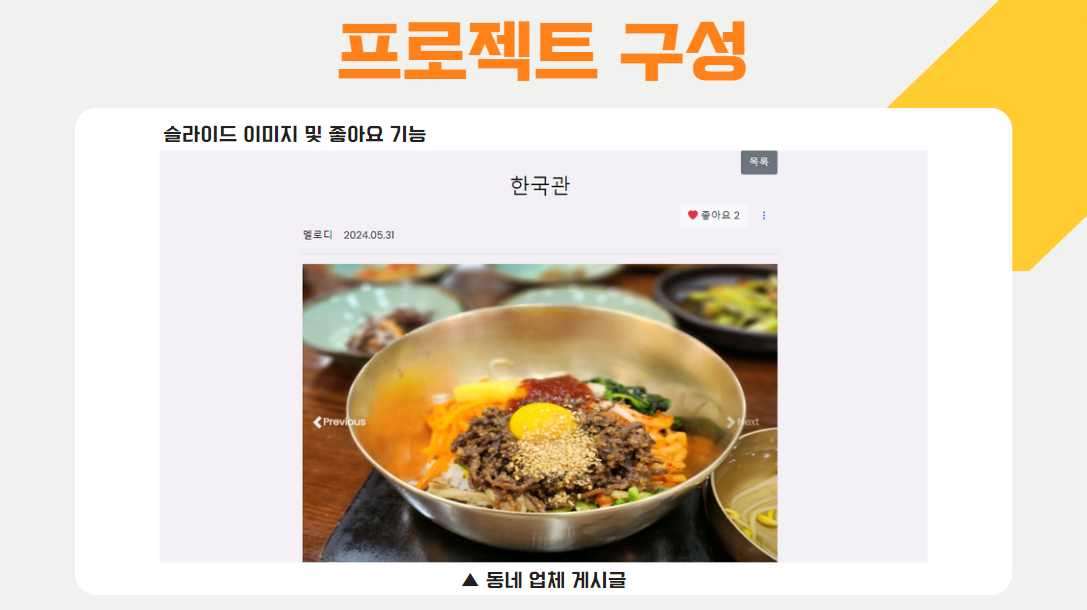 프로젝트 구성
슬라이드 이미지 및 좋아요 기능
목록
한국관
좋아요 2
멜로디 2024.05.31
Previous
Next
▲ 동네 업체 게시글